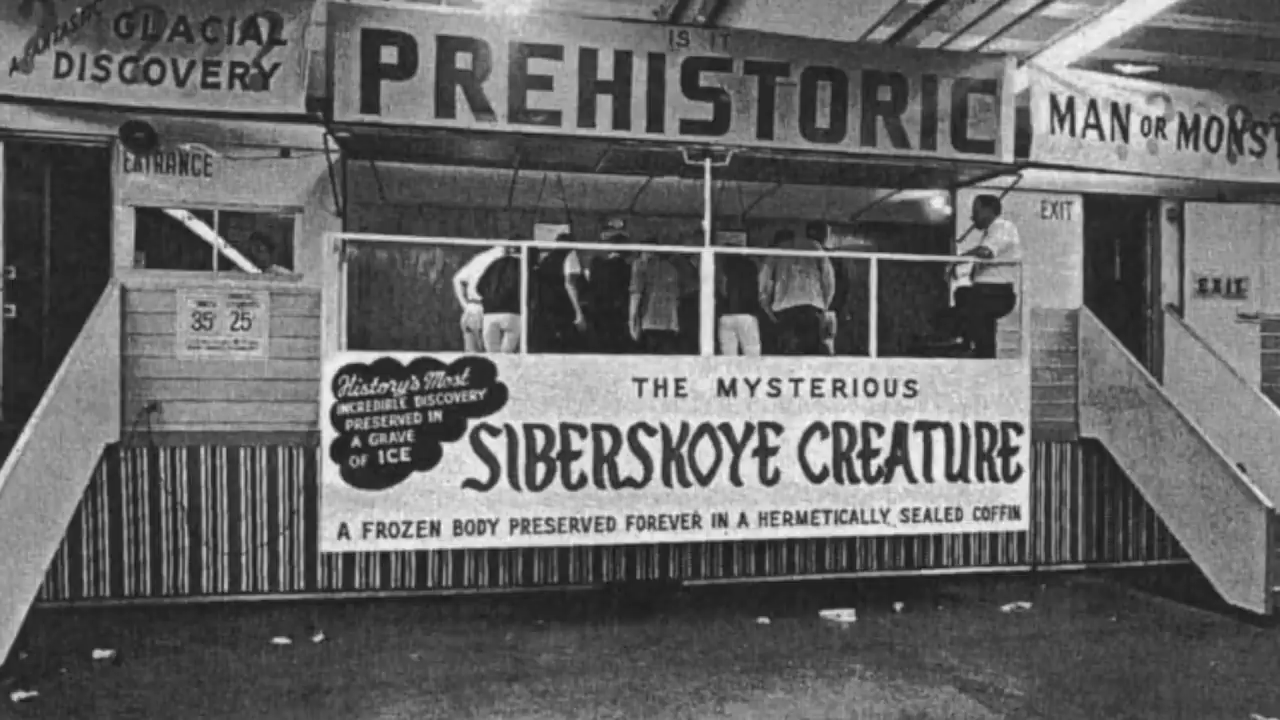 FANTASTIC
GLACIAL
DISCOVERY
IS IT
PREHISTORIC
MAN OR MONST
ENTRANCE
EXIT
EXIT
35¢ 25¢
History's Most
INCREDIBLE DISCOVERY
PRESERVED IN
A GRAVE
OF ICE
THE MYSTERIOUS
SIBERSKOYE CREATURE
A FROZEN BODY PRESERVED FOREVER IN A HERMETICALLY SEALED COFFIN